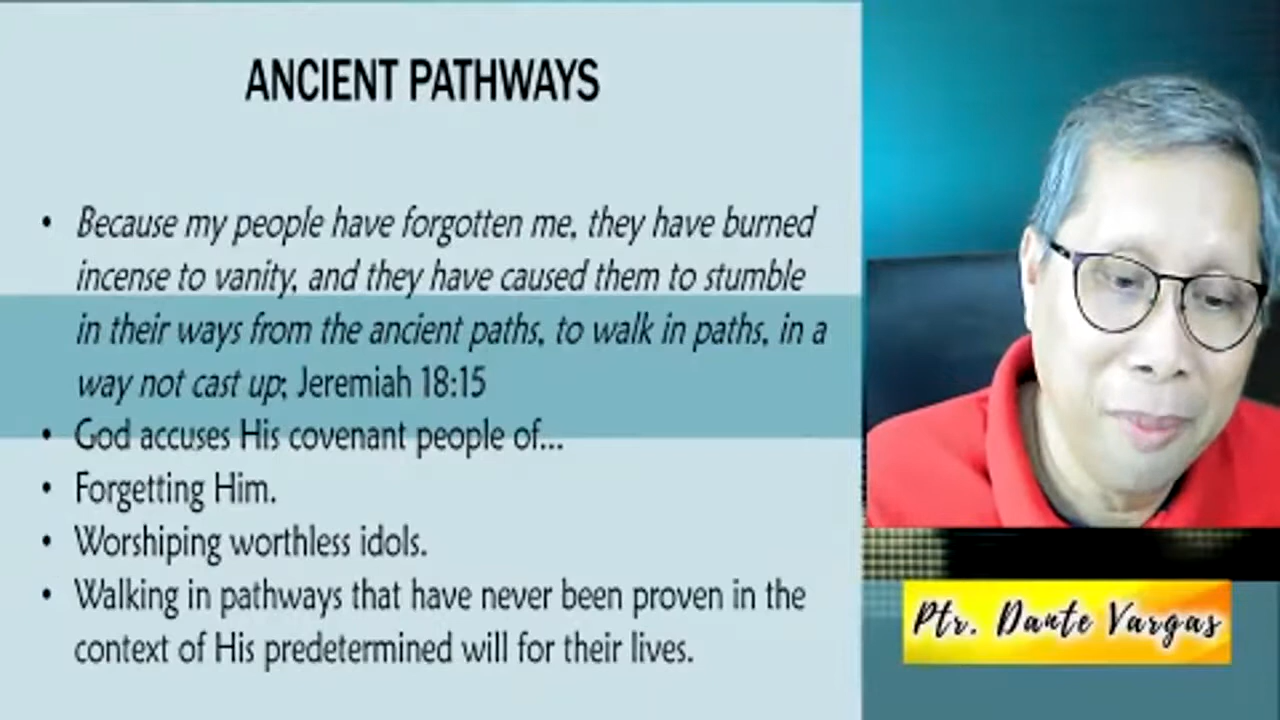 ANCIENT PATHWAYS
• Because my people have forgotten me, they have burned
incense to vanity, and they have caused them to stumble
in their ways from the ancient paths, to walk in paths, in a
way not cast up; Jeremiah 18:15
• God accuses His covenant people of...
• Forgetting Him.
• Worshiping worthless idols.
• Walking in pathways that have never been proven in the
context of His predetermined will for their lives.
Ptr. Dante Vargas